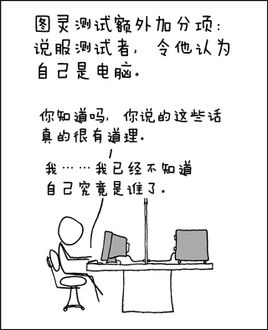 图灵测试额外加分项：
说服测试者，令他认为
自己是电脑。
你知道吗，你说的这些话
真的很有道理。
我……我已经不知道
自己究竟是谁了。